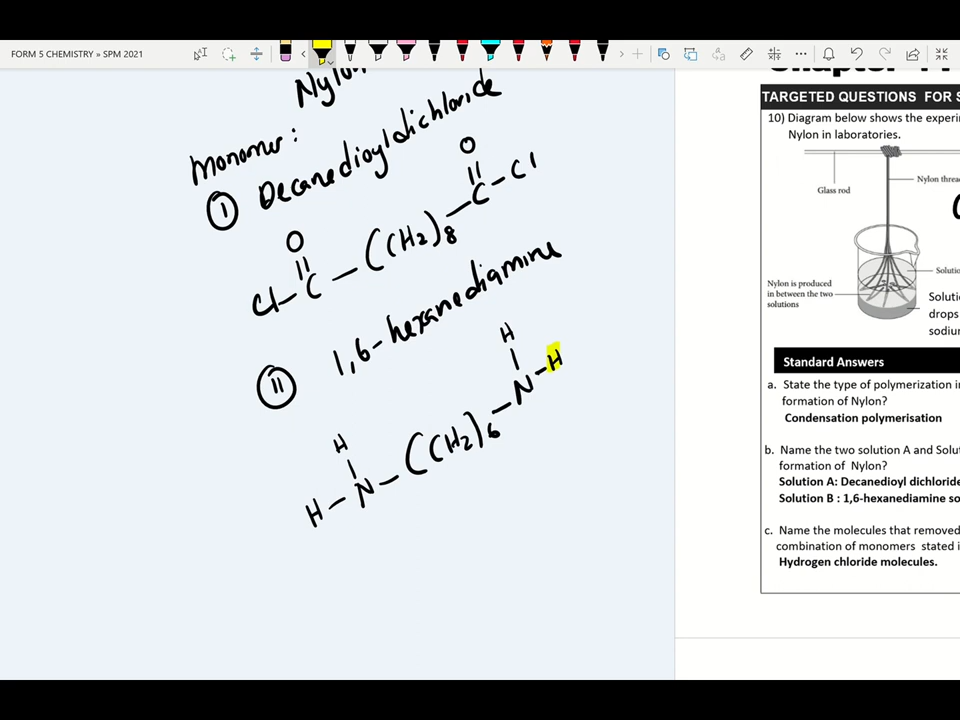 FORM 5 CHEMISTRY » SPM 2021
Nylon
Monomer :
I Decanedioyldichloride
O
||
Cl - C - (CH2)8 - C - Cl
O
||
II 1,6-hexanediamine
H
|
H - N - (CH2)6 - N - H
H
|
TARGETED QUESTIONS FOR S
10) Diagram below shows the experi
Nylon in laboratories.
Glass rod
Nylon threa
Nylon is produced
in between the two
solutions
Solutio
Solutio
drops
sodiun
Standard Answers
a. State the type of polymerization in
formation of Nylon?
Condensation polymerisation
b. Name the two solution A and Solut
formation of Nylon?
Solution A: Decanedioyl dichloride
Solution B : 1,6-hexanediamine so
c. Name the molecules that removed
combination of monomers stated i
Hydrogen chloride molecules.